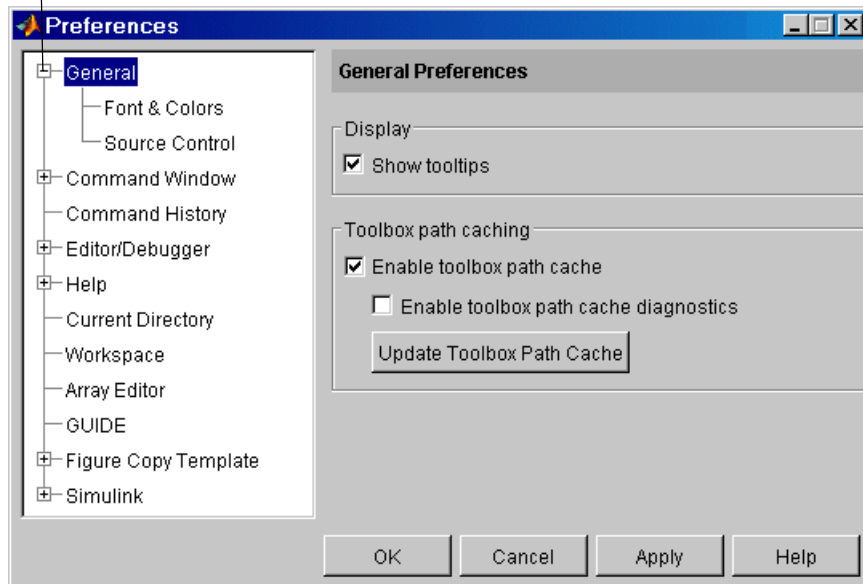 Preferences
General
Font & Colors
Source Control
Command Window
Command History
Editor/Debugger
Help
Current Directory
Workspace
Array Editor
GUIDE
Figure Copy Template
Simulink
General Preferences
Display
Show tooltips
Toolbox path caching
Enable toolbox path cache
Enable toolbox path cache diagnostics
Update Toolbox Path Cache
OK
Cancel
Apply
Help